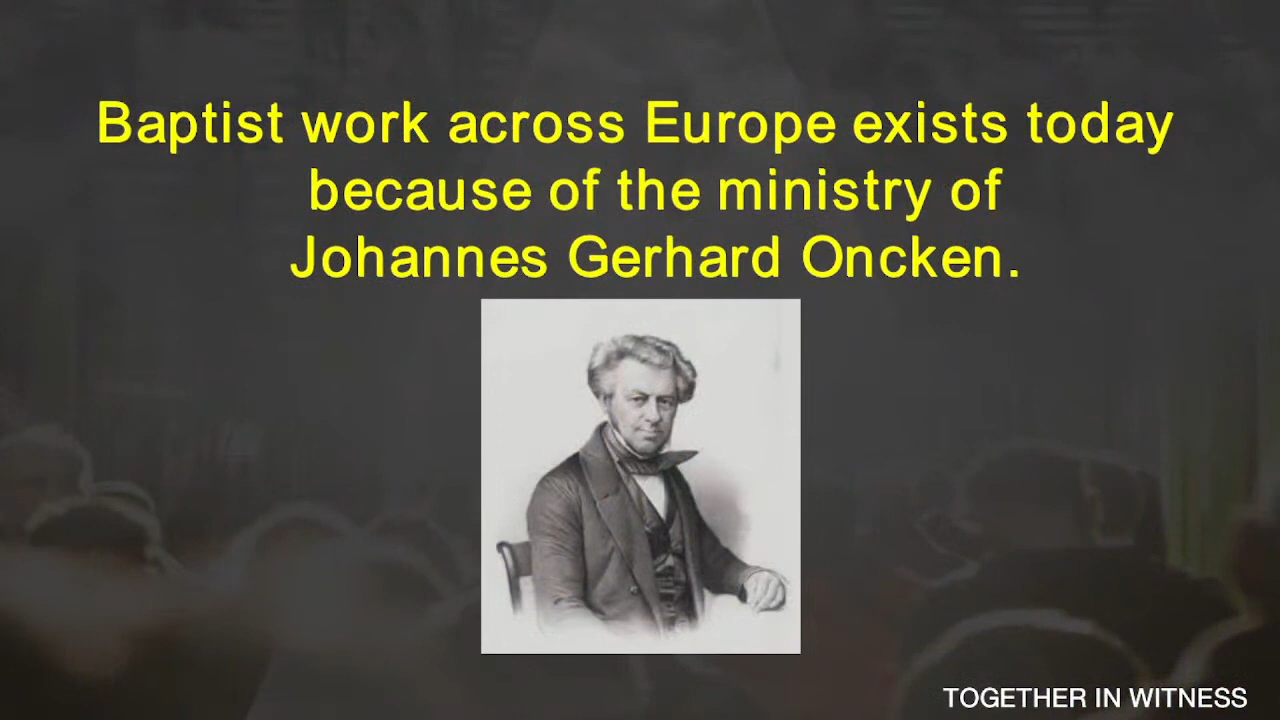 Baptist work across Europe exists today
because of the ministry of
Johannes Gerhard Oncken.
TOGETHER IN WITNESS